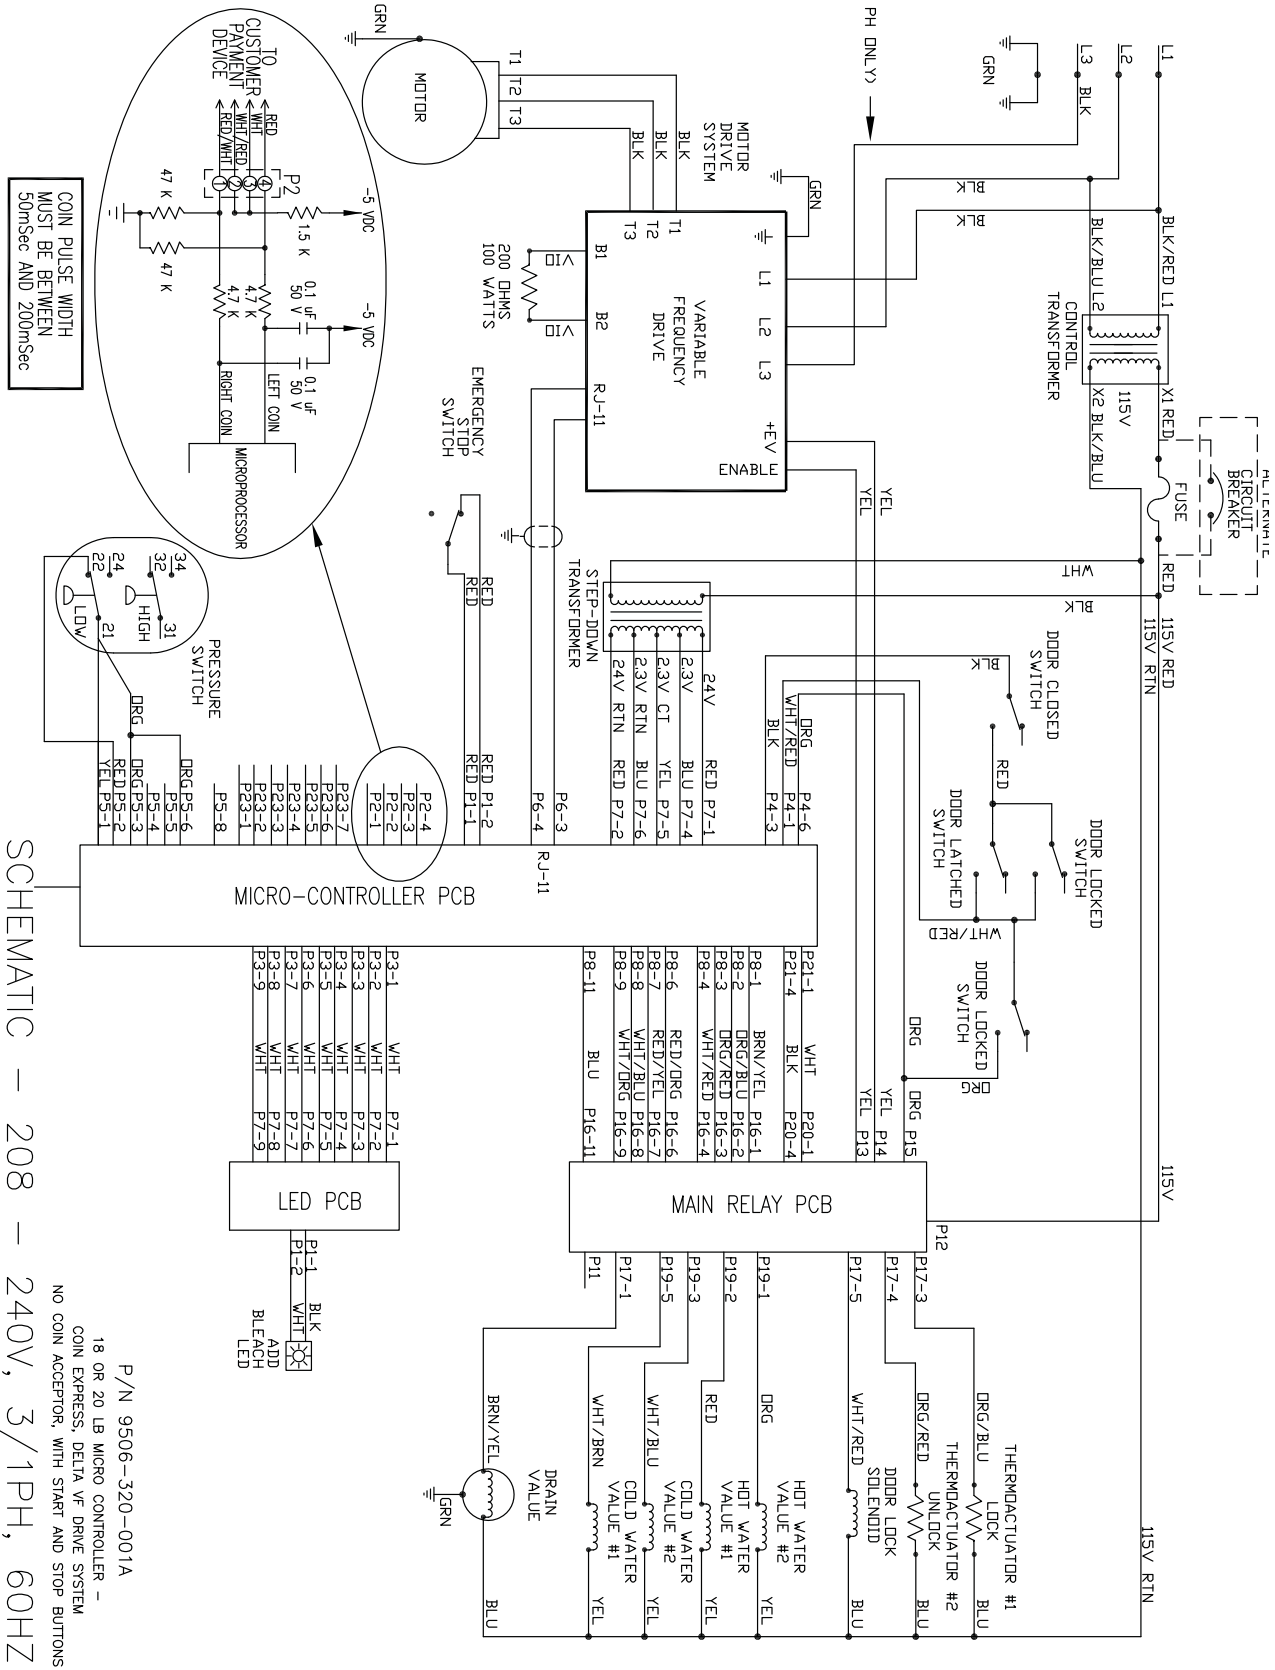 L1
L2
L3
GRN
BLK
PH ONLY)
GRN
MOTOR
T1
T2
T3
BLK
BLK
BLK
MOTOR
DRIVE
SYSTEM
GRN
BLK
BLK
BLK/RED L1
BLK/BLU L2
CONTROL
TRANSFORMER
X1 RED
115V
X2 BLK/BLU
ALTERNATE
CIRCUIT
BREAKER
FUSE
RED
WHT
BLK
115V RED
115V RTN
T1
T2
T3
L1
L2
L3
VARIABLE
FREQUENCY
DRIVE
B1
B2
RJ-11
+EV
ENABLE
VIO
VIO
200 OHMS
100 WATTS
YEL
YEL
EMERGENCY
STOP
SWITCH
RED
RED
RED P1-2
RED P1-1
STEP-DOWN
TRANSFORMER
24V
2.3V
2.3V CT
2.3V RTN
24V RTN
RED P7-1
BLU P7-4
YEL P7-5
BLU P7-6
RED P7-2
P6-3
P6-4
RJ-11
BLK
ORG
WHT/RED
BLK
P4-6
P4-1
P4-3
DOOR CLOSED
SWITCH
RED
DOOR LOCKED
SWITCH
DOOR LATCHED
SWITCH
WHT/RED
DOOR LOCKED
SWITCH
ORG
ORG
TO
CUSTOMER
PAYMENT
DEVICE
RED
WHT
WHT/RED
RED/WHT
P2
4
3
2
1
-5 VDC
1.5 K
47 K
47 K
4.7 K
4.7 K
0.1 uF
50 V
-5 VDC
0.1 uF
50 V
LEFT COIN
RIGHT COIN
MICROPROCESSOR
COIN PULSE WIDTH
MUST BE BETWEEN
50mSec AND 200mSec
34
32
31
HIGH
24
22
21
LOW
PRESSURE
SWITCH
ORG
P2-4
P2-3
P2-2
P2-1
P23-7
P23-6
P23-5
P23-4
P23-3
P23-2
P23-1
P5-8
ORG P5-6
P5-5
P5-4
ORG P5-3
RED P5-2
YEL P5-1
MICRO-CONTROLLER PCB
P21-1 WHT P20-1
P21-4 BLK P20-4
P8-1 BRN/YEL P16-1
P8-2 ORG/BLU P16-2
P8-3 ORG/RED P16-3
P8-4 WHT/RED P16-4
P8-6 RED/ORG P16-6
P8-7 RED/YEL P16-7
P8-8 WHT/BLU P16-8
P8-9 WHT/ORG P16-9
P8-11 BLU P16-11
P3-1 WHT P7-1
P3-2 WHT P7-2
P3-3 WHT P7-3
P3-4 WHT P7-4
P3-5 WHT P7-5
P3-6 WHT P7-6
P3-7 WHT P7-7
P3-8 WHT P7-8
P3-9 WHT P7-9
ORG P15
YEL P14
YEL P13
115V
P12
MAIN RELAY PCB
LED PCB
P1-1
P1-2
BLK
WHT
ADD
BLEACH
LED
P17-3
P17-4
P17-5
P19-1
P19-2
P19-3
P19-5
P17-1
P11
115V RTN
ORG/BLU
THERMOACTUATOR #1
LOCK
BLU
ORG/RED
THERMOACTUATOR #2
UNLOCK
BLU
WHT/RED
DOOR LOCK
SOLENOID
BLU
ORG
HOT WATER
VALUE #2
YEL
RED
HOT WATER
VALUE #1
YEL
WHT/BLU
COLD WATER
VALUE #2
YEL
WHT/BRN
COLD WATER
VALUE #1
YEL
BRN/YEL
DRAIN
VALUE
GRN
BLU
P/N 9506-320-001A
18 OR 20 LB MICRO CONTROLLER -
COIN EXPRESS, DELTA VF DRIVE SYSTEM
NO COIN ACCEPTOR, WITH START AND STOP BUTTONS
SCHEMATIC - 208 - 240V, 3/1PH, 60HZ